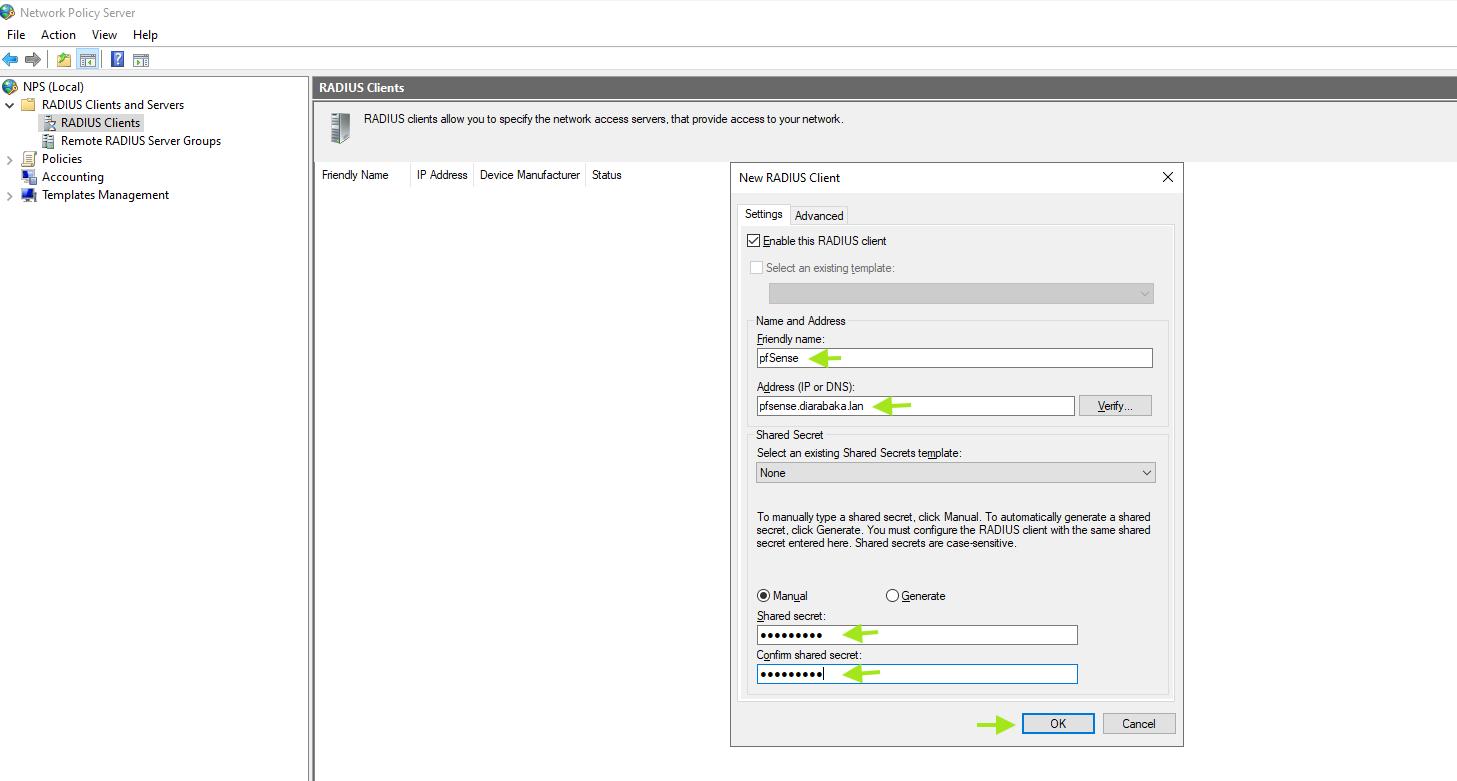 Network Policy Server
File Action View Help
NPS (Local)
RADIUS Clients and Servers
RADIUS Clients
Remote RADIUS Server Groups
Policies
Accounting
Templates Management
RADIUS Clients
RADIUS clients allow you to specify the network access servers, that provide access to your network.
Friendly Name IP Address Device Manufacturer Status
New RADIUS Client
Settings Advanced
Enable this RADIUS client
Select an existing template:
Name and Address
Friendly name:
pfSense
Address (IP or DNS):
pfsense.diarabaka.lan Verify...
Shared Secret
Select an existing Shared Secrets template:
None
To manually type a shared secret, click Manual. To automatically generate a shared
secret, click Generate. You must configure the RADIUS client with the same shared
secret entered here. Shared secrets are case-sensitive.
Manual Generate
Shared secret:
●●●●●●●●●
Confirm shared secret:
●●●●●●●●●
OK Cancel